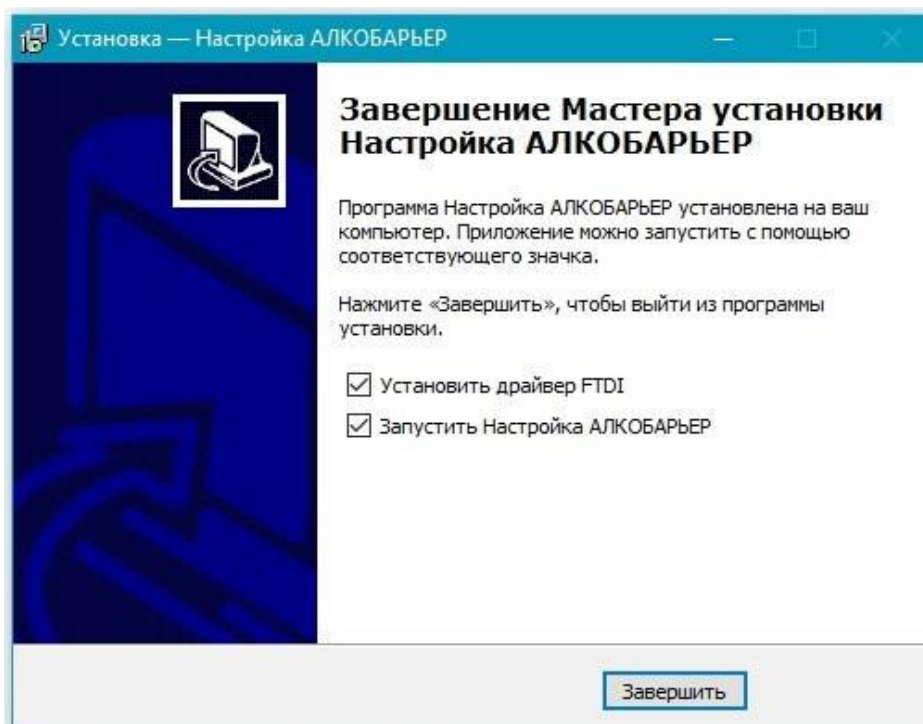 Установка — Настройка АЛКОБАРЬЕР
Завершение Мастера установки
Настройка АЛКОБАРЬЕР
Программа Настройка АЛКОБАРЬЕР установлена на ваш
компьютер. Приложение можно запустить с помощью
соответствующего значка.
Нажмите «Завершить», чтобы выйти из программы
установки.
Установить драйвер FTDI
Запустить Настройка АЛКОБАРЬЕР
Завершить